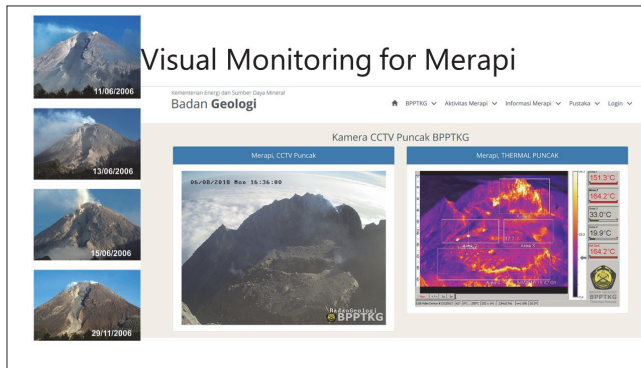 Visual Monitoring for Merapi
11/06/2006
13/06/2006
15/06/2006
29/11/2006
Kementerian Energi dan Sumber Daya Mineral
Badan Geologi
BPPTKG Aktivitas Merapi Informasi Merapi Pustaka Login
Kamera CCTV Puncak BPPTKG
Merapi, CCTV Puncak
06/08/2018 Mon 16:36:00
BadanGeologi
BPPTKG
Merapi, THERMAL PUNCAK
151.3°C
164.2°C
33.0°C
19.9°C
164.2°C
BPPTKG